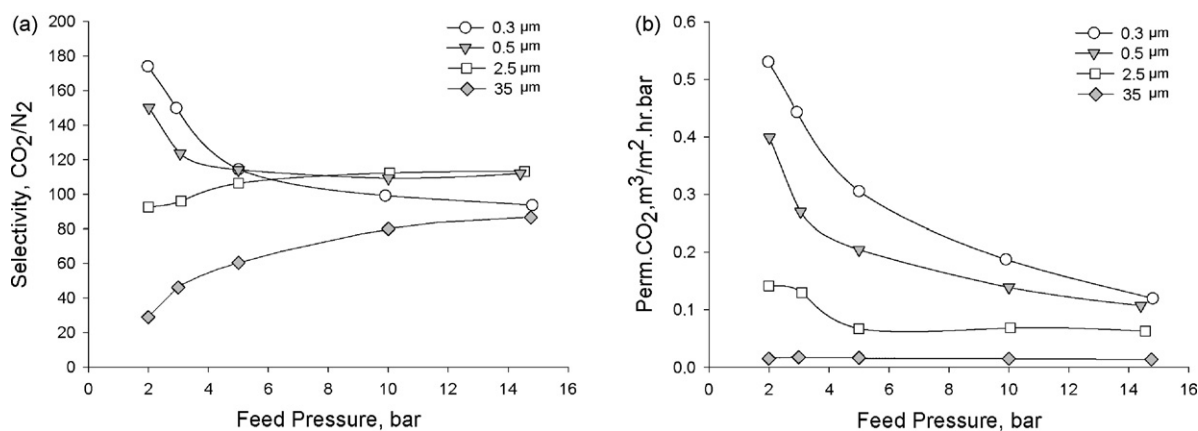 (a)
200
180
160
140
120
100
80
60
40
20
0
Selectivity, CO2/N2
0 2 4 6 8 10 12 14 16
Feed Pressure, bar
0.3 µm
0.5 µm
2.5 µm
35 µm
(b)
0.6
0.5
0.4
0.3
0.2
0.1
0.0
Perm.CO2,m³/m².hr.bar
0 2 4 6 8 10 12 14 16
Feed Pressure, bar
0.3 µm
0.5 µm
2.5 µm
35 µm